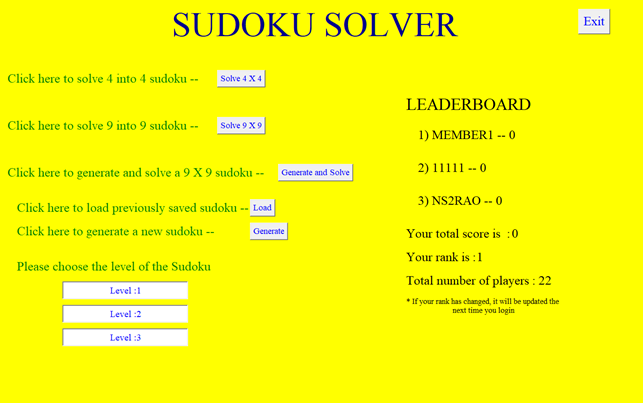 SUDOKU SOLVER
Exit
Click here to solve 4 into 4 sudoku -- Solve 4 X 4
Click here to solve 9 into 9 sudoku -- Solve 9 X 9
Click here to generate and solve a 9 X 9 sudoku -- Generate and Solve
Click here to load previously saved sudoku -- Load
Click here to generate a new sudoku -- Generate
Please choose the level of the Sudoku
Level :1
Level :2
Level :3
LEADERBOARD
1) MEMBER1 -- 0
2) 11111 -- 0
3) NS2RAO -- 0
Your total score is : 0
Your rank is : 1
Total number of players : 22
* If your rank has changed, it will be updated the
next time you login